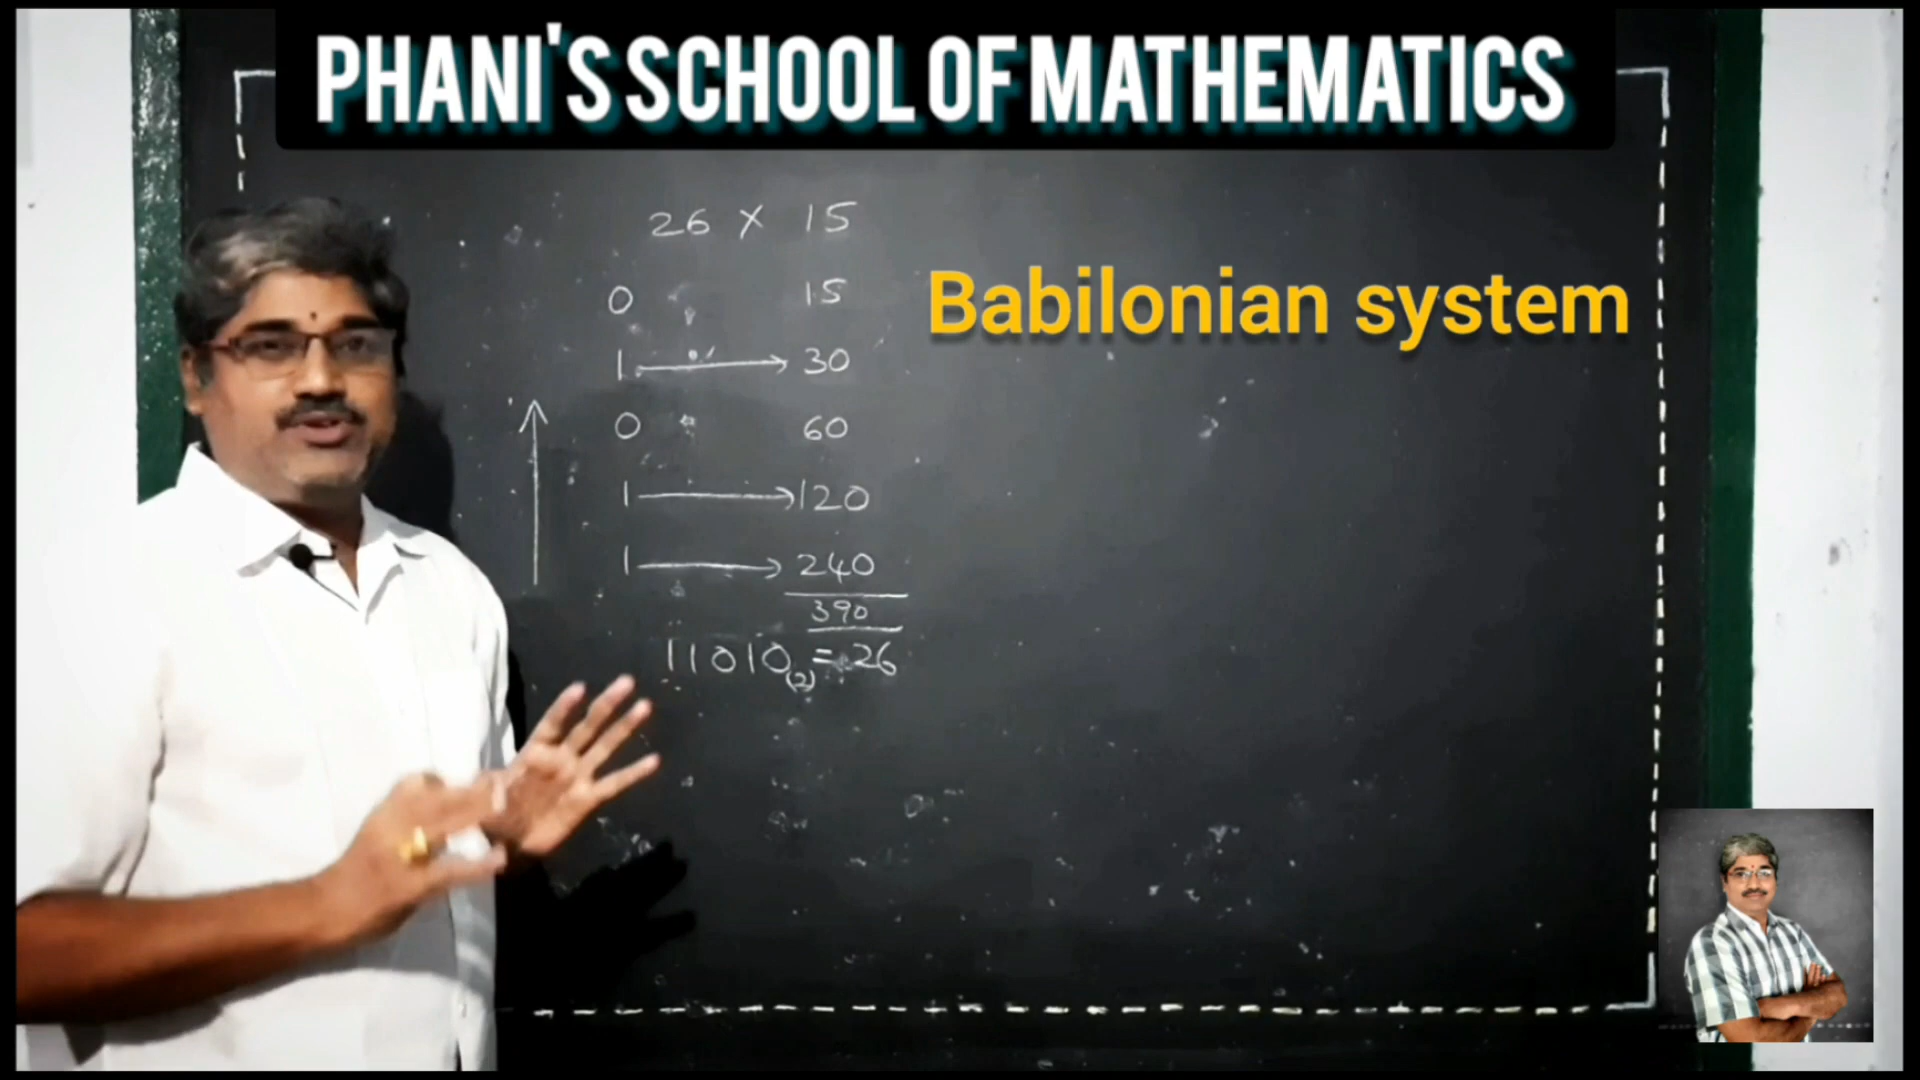 PHANI'S SCHOOL OF MATHEMATICS
26 × 15
Babilonian system
0 15
1 → 30
0 60
1 → 120
1 → 240
390
11010(2) = 26